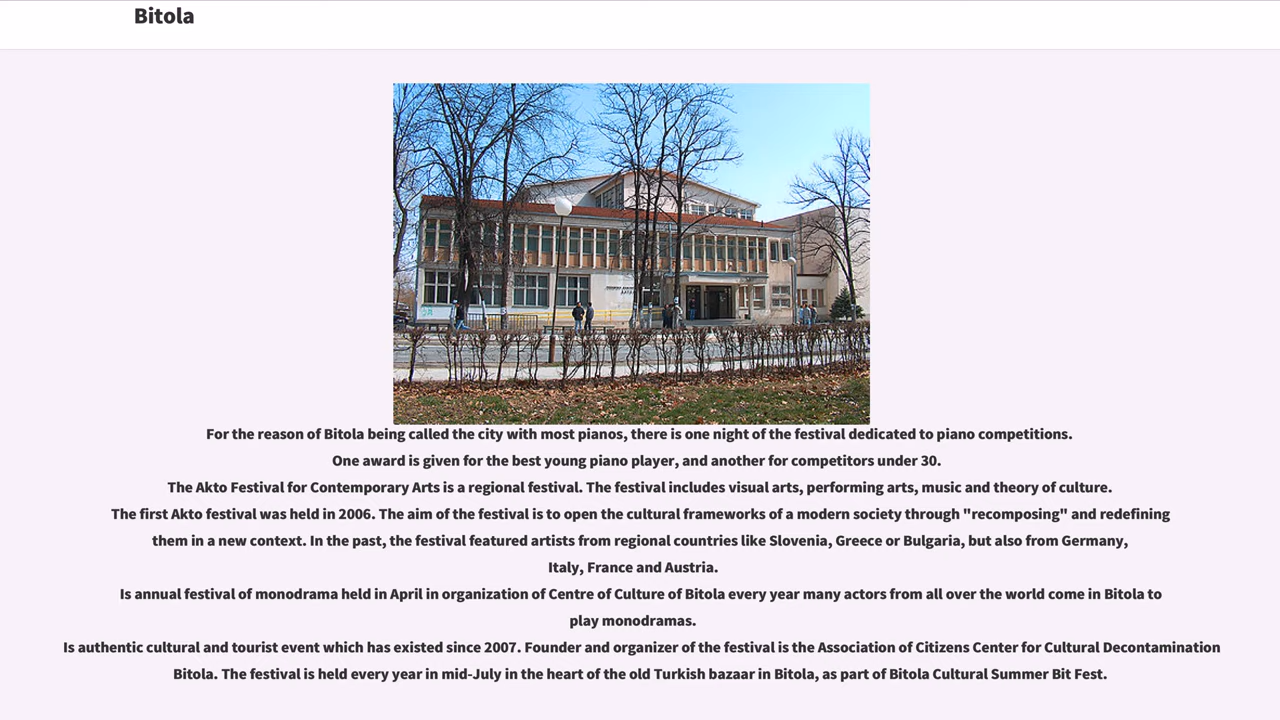 Bitola
For the reason of Bitola being called the city with most pianos, there is one night of the festival dedicated to piano competitions.
One award is given for the best young piano player, and another for competitors under 30.
The Akto Festival for Contemporary Arts is a regional festival. The festival includes visual arts, performing arts, music and theory of culture.
The first Akto festival was held in 2006. The aim of the festival is to open the cultural frameworks of a modern society through "recomposing" and redefining
them in a new context. In the past, the festival featured artists from regional countries like Slovenia, Greece or Bulgaria, but also from Germany,
Italy, France and Austria.
Is annual festival of monodrama held in April in organization of Centre of Culture of Bitola every year many actors from all over the world come in Bitola to
play monodramas.
Is authentic cultural and tourist event which has existed since 2007. Founder and organizer of the festival is the Association of Citizens Center for Cultural Decontamination
Bitola. The festival is held every year in mid-July in the heart of the old Turkish bazaar in Bitola, as part of Bitola Cultural Summer Bit Fest.